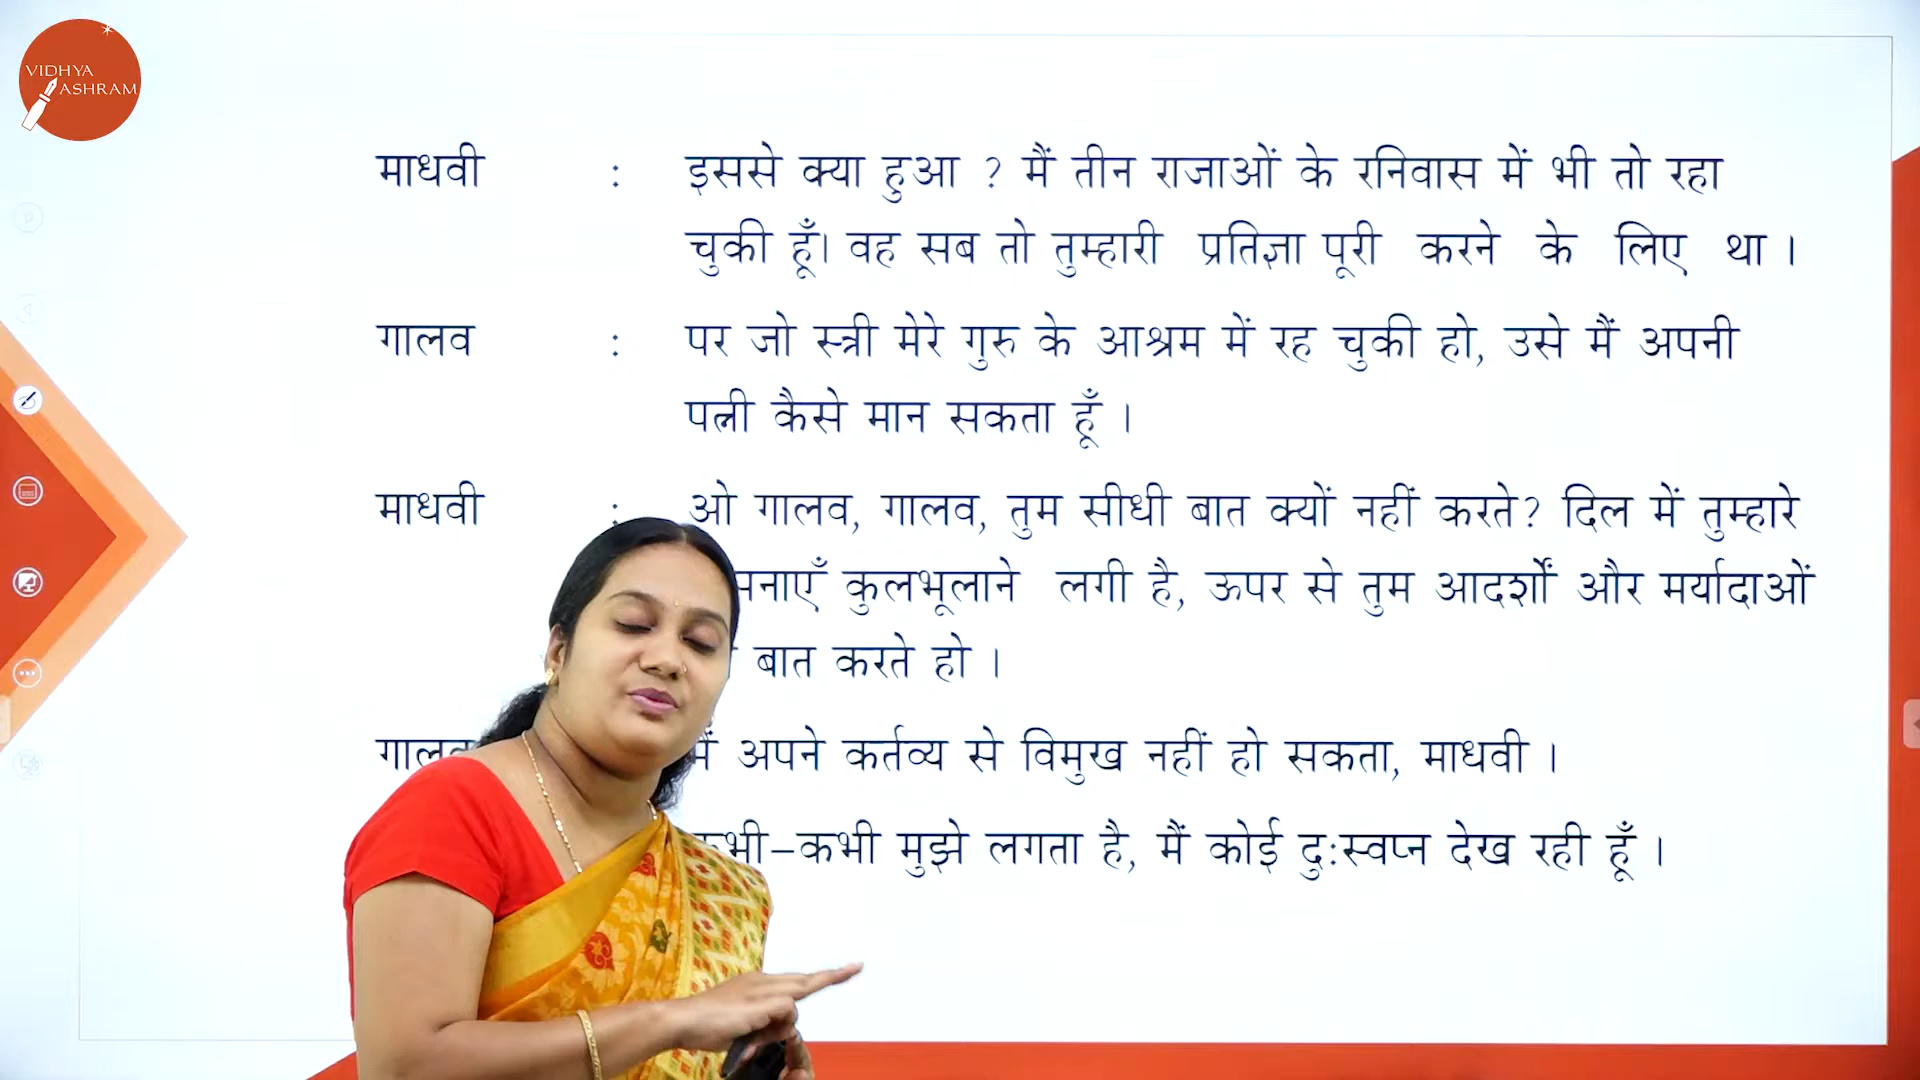 VIDHYA
ASHRAM
माधवी : इससे क्या हुआ ? मैं तीन राजाओं के रनिवास में भी तो रहा
चुकी हूँ। वह सब तो तुम्हारी प्रतिज्ञा पूरी करने के लिए था ।
गालव : पर जो स्त्री मेरे गुरु के आश्रम में रह चुकी हो, उसे मैं अपनी
पत्नी कैसे मान सकता हूँ ।
माधवी : ओ गालव, गालव, तुम सीधी बात क्यों नहीं करते? दिल में तुम्हारे
कुलभूलाने लगी है, ऊपर से तुम आदर्शों और मर्यादाओं
बात करते हो ।
गालव मैं अपने कर्तव्य से विमुख नहीं हो सकता, माधवी ।
कभी-कभी मुझे लगता है, मैं कोई दुःस्वप्न देख रही हूँ ।